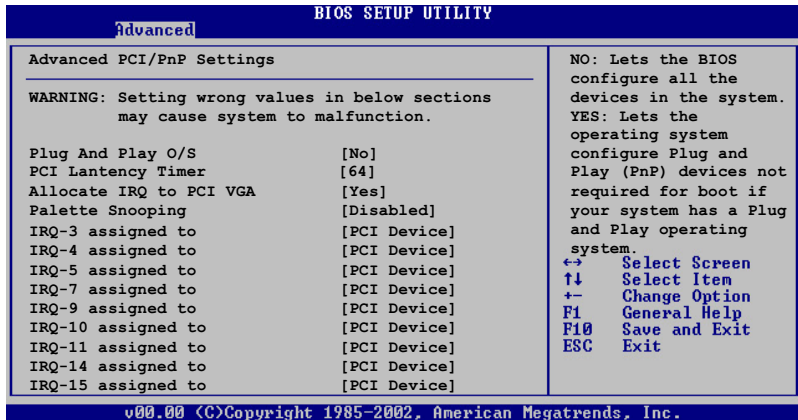 BIOS SETUP UTILITY
Advanced
Advanced PCI/PnP Settings
WARNING: Setting wrong values in below sections
may cause system to malfunction.
Plug And Play O/S [No]
PCI Lantency Timer [64]
Allocate IRQ to PCI VGA [Yes]
Palette Snooping [Disabled]
IRQ-3 assigned to [PCI Device]
IRQ-4 assigned to [PCI Device]
IRQ-5 assigned to [PCI Device]
IRQ-7 assigned to [PCI Device]
IRQ-9 assigned to [PCI Device]
IRQ-10 assigned to [PCI Device]
IRQ-11 assigned to [PCI Device]
IRQ-14 assigned to [PCI Device]
IRQ-15 assigned to [PCI Device]
NO: Lets the BIOS
configure all the
devices in the system.
YES: Lets the
operating system
configure Plug and
Play (PnP) devices not
required for boot if
your system has a Plug
and Play operating
system.
←→ Select Screen
↑↓ Select Item
+- Change Option
F1 General Help
F10 Save and Exit
ESC Exit
v00.00 (C)Copyright 1985-2002, American Megatrends, Inc.